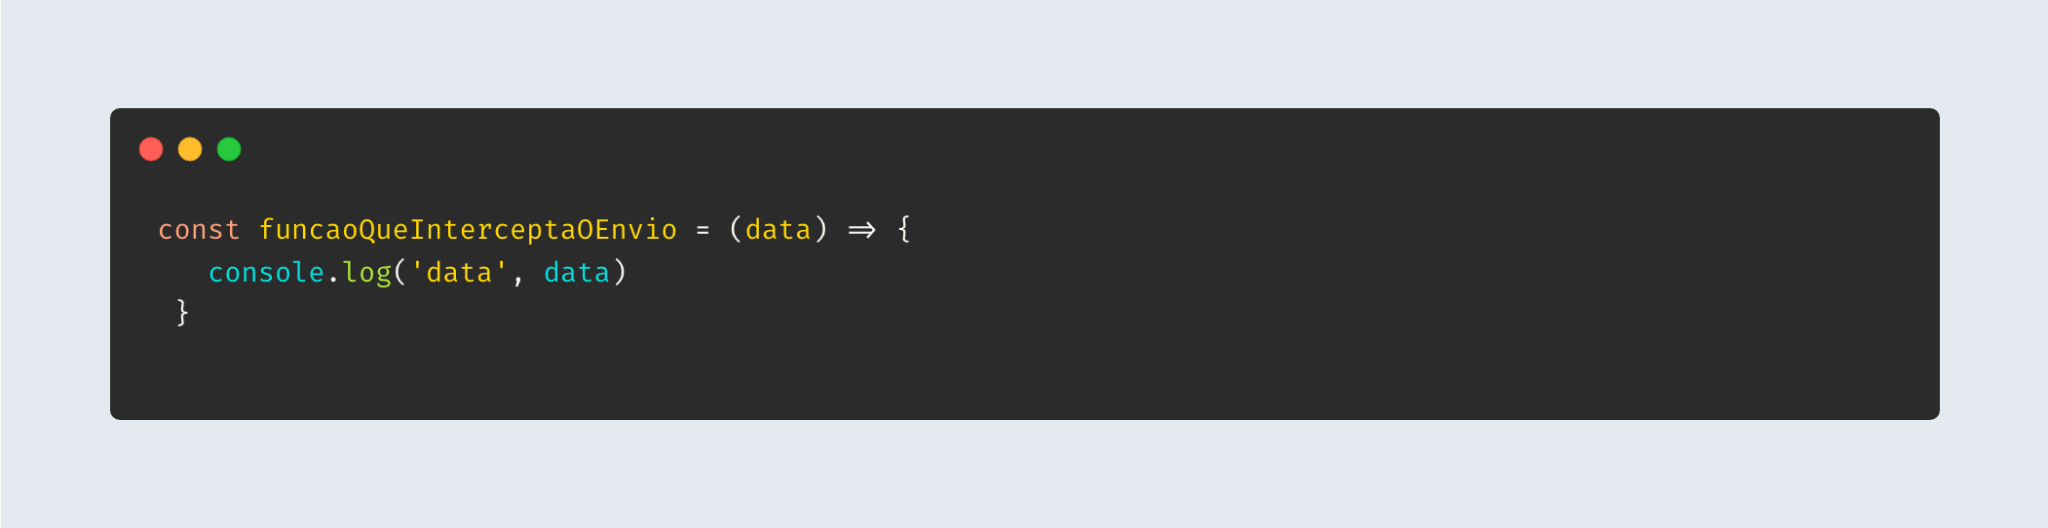 const funcaoQueInterceptaOEnvio = (data) => {
console.log('data', data)
}